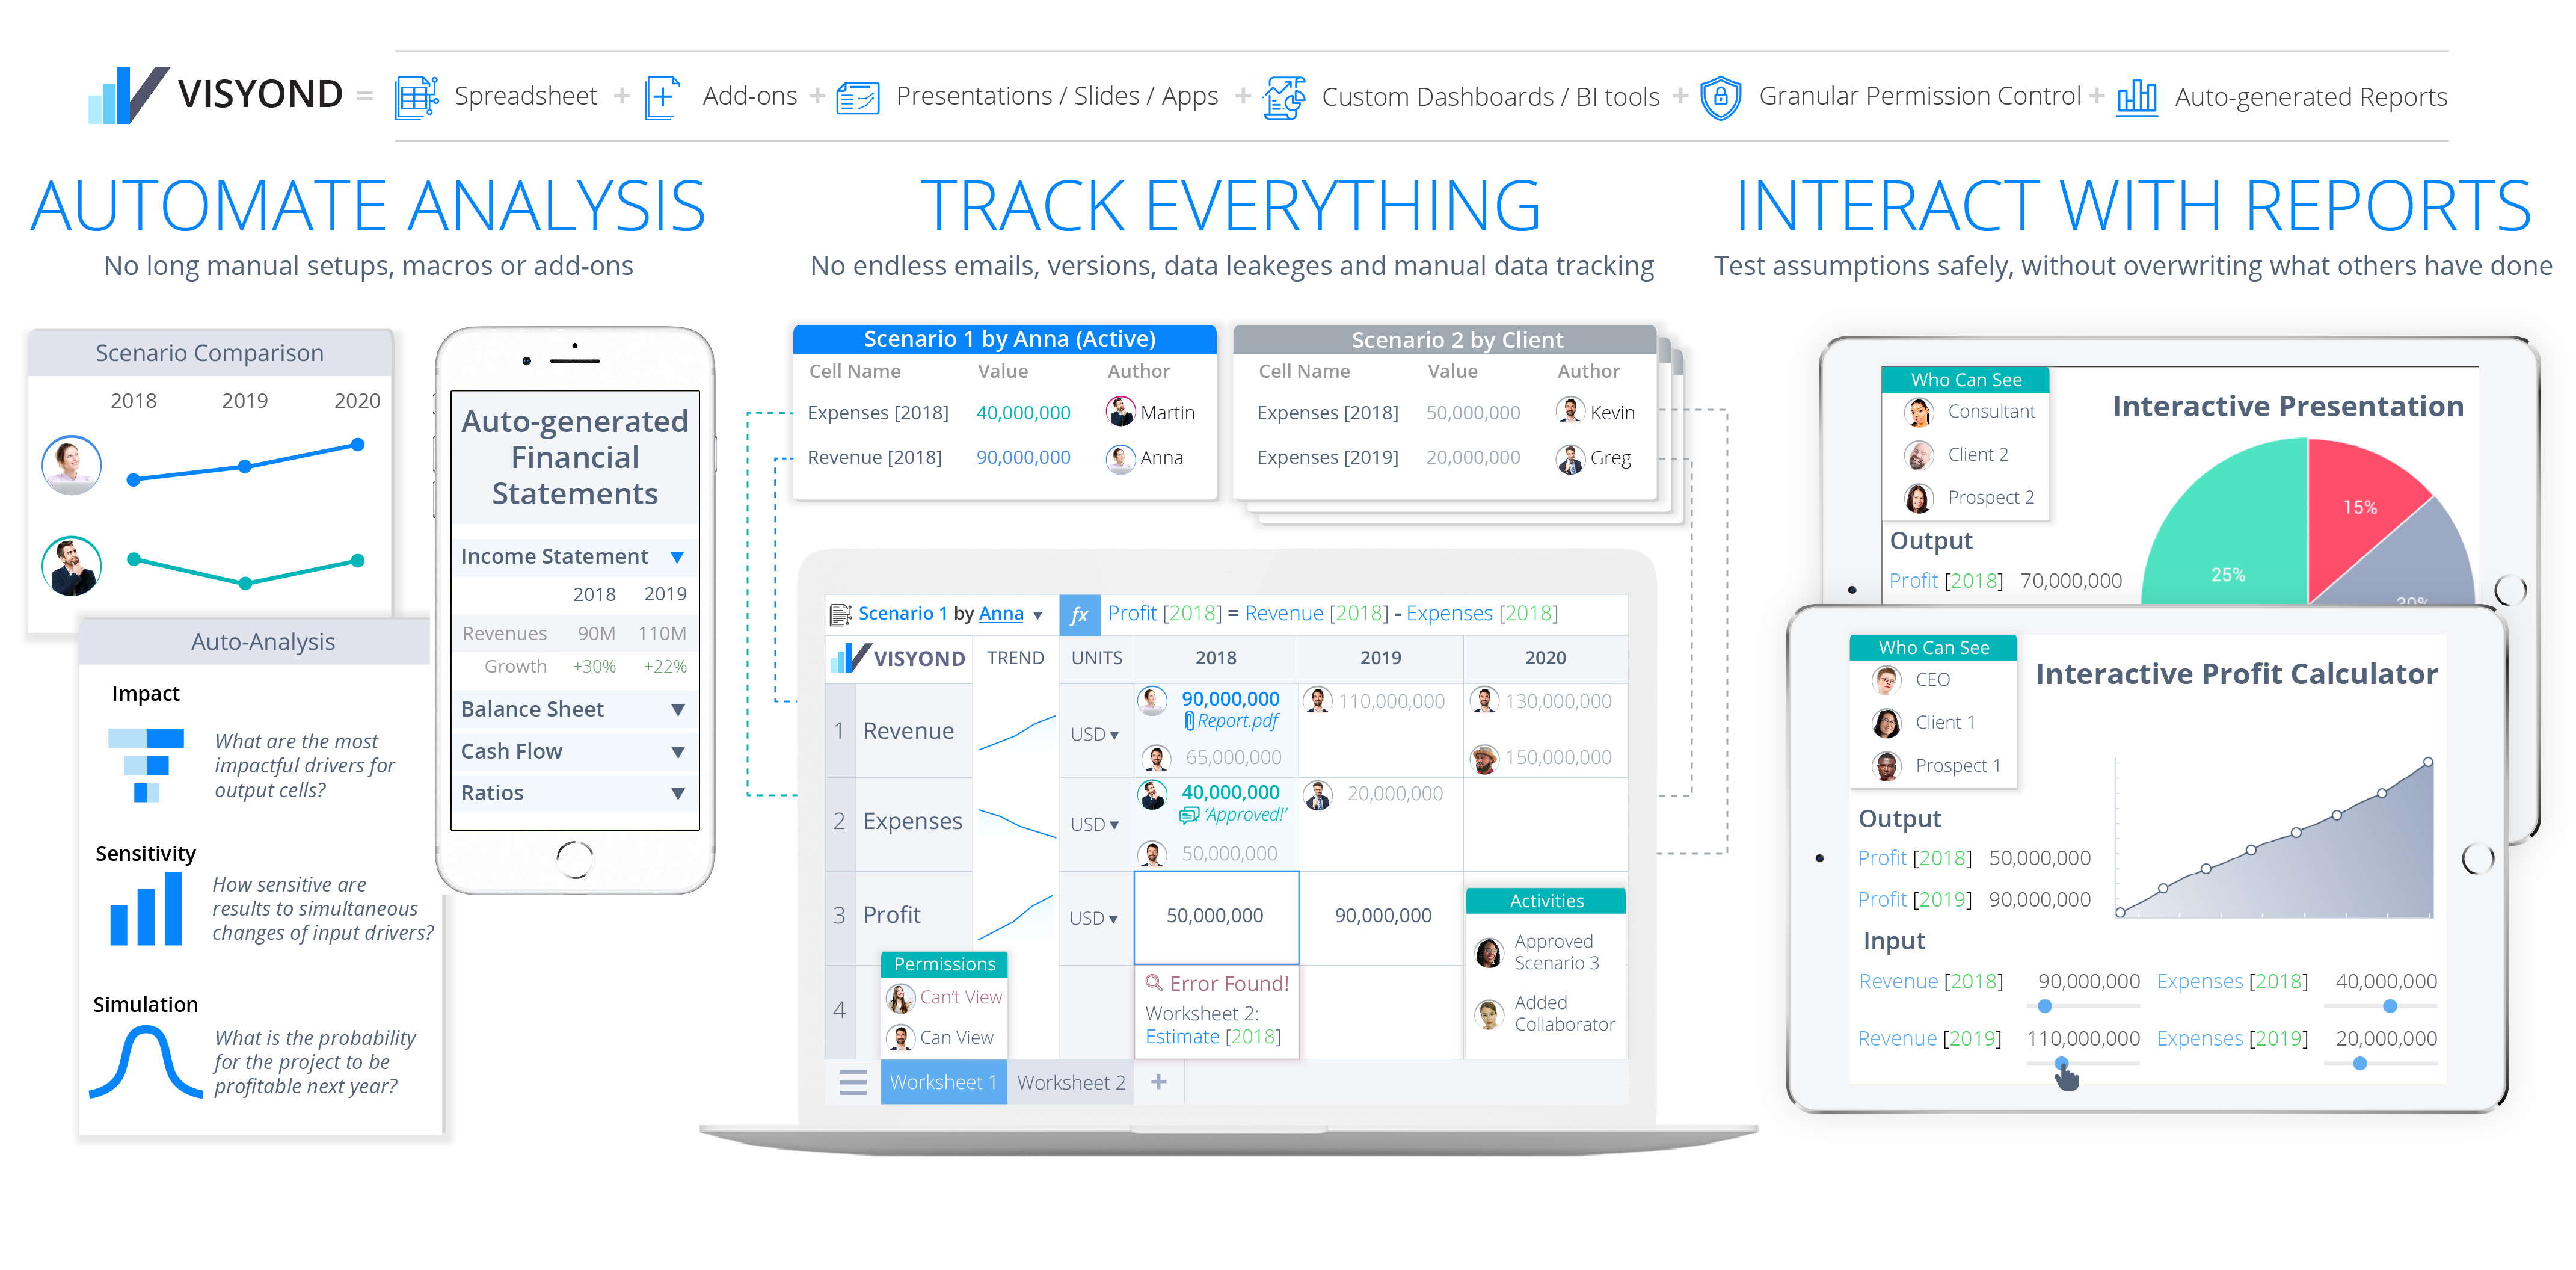 VISYOND = Spreadsheet + Add-ons + Presentations / Slides / Apps + Custom Dashboards / BI tools + Granular Permission Control + Auto-generated Reports
AUTOMATE ANALYSIS
No long manual setups, macros or add-ons
Scenario Comparison
2018 2019 2020
Auto-Analysis
Impact
What are the most
impactful drivers for
output cells?
Sensitivity
How sensitive are
results to simultaneous
changes of input drivers?
Simulation
What is the probability
for the project to be
profitable next year?
Auto-generated
Financial
Statements
Income Statement
2018 2019
Revenues 90M 110M
Growth +30% +22%
Balance Sheet
Cash Flow
Ratios
TRACK EVERYTHING
No endless emails, versions, data leakeges and manual data tracking
Scenario 1 by Anna (Active)
Cell Name Value Author
Expenses [2018] 40,000,000 Martin
Revenue [2018] 90,000,000 Anna
Scenario 2 by Client
Cell Name Value Author
Expenses [2018] 50,000,000 Kevin
Expenses [2019] 20,000,000 Greg
Scenario 1 by Anna fx Profit [2018] = Revenue [2018] - Expenses [2018]
VISYOND TREND UNITS 2018 2019 2020
1 Revenue USD 90,000,000 110,000,000 130,000,000
Report.pdf
65,000,000 150,000,000
2 Expenses USD 40,000,000 20,000,000
'Approved!'
50,000,000
3 Profit USD 50,000,000 90,000,000
4
Permissions
Can't View
Can View
Error Found!
Worksheet 2:
Estimate [2018]
Activities
Approved
Scenario 3
Added
Collaborator
Worksheet 1 Worksheet 2 +
INTERACT WITH REPORTS
Test assumptions safely, without overwriting what others have done
Who Can See
Consultant
Client 2
Prospect 2
Interactive Presentation
15%
25%
30%
Output
Profit [2018] 70,000,000
Who Can See
CEO
Client 1
Prospect 1
Interactive Profit Calculator
Output
Profit [2018] 50,000,000
Profit [2019] 90,000,000
Input
Revenue [2018] 90,000,000 Expenses [2018] 40,000,000
Revenue [2019] 110,000,000 Expenses [2019] 20,000,000